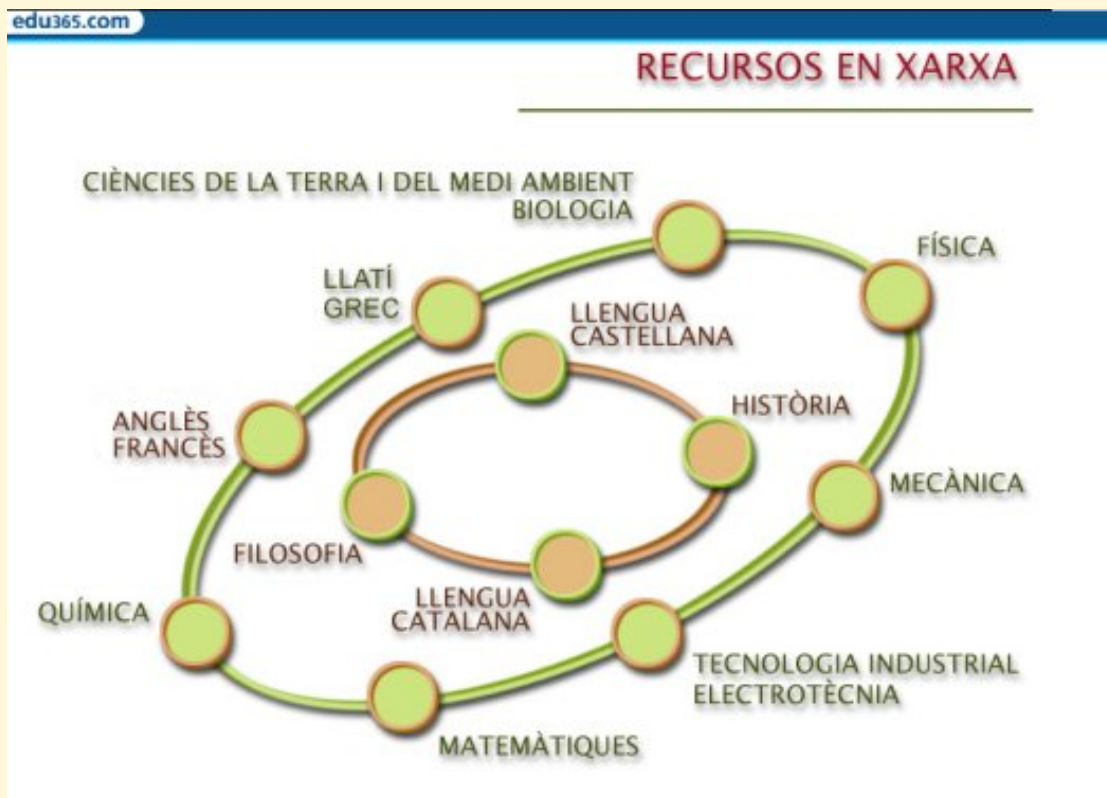 edu365.com
RECURSOS EN XARXA
CIÈNCIES DE LA TERRA I DEL MEDI AMBIENT
BIOLOGIA
FÍSICA
LLATÍ
GREC
LLENGUA
CASTELLANA
HISTÒRIA
ANGLÈS
FRANCÈS
MECÀNICA
FILOSOFIA
LLENGUA
CATALANA
QUÍMICA
TECNOLOGIA INDUSTRIAL
ELECTROTÈCNIA
MATEMÀTIQUES